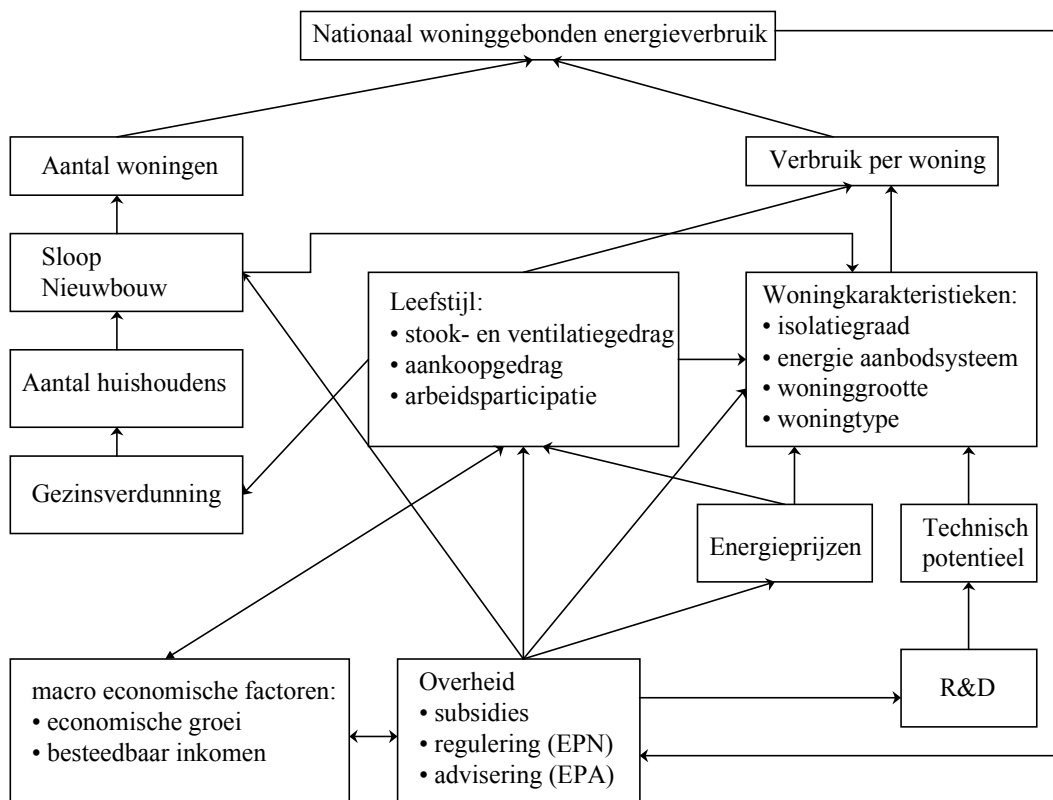 Nationaal woninggebonden energieverbruik
Aantal woningen
Verbruik per woning
Sloop
Nieuwbouw
Leefstijl:
• stook- en ventilatiegedrag
• aankoopgedrag
• arbeidsparticipatie
Woningkarakteristieken:
• isolatiegraad
• energie aanbodsysteem
• woninggrootte
• woningtype
Aantal huishoudens
Gezinsverdunning
Energieprijzen
Technisch
potentieel
macro economische factoren:
• economische groei
• besteedbaar inkomen
Overheid
• subsidies
• regulering (EPN)
• advisering (EPA)
R&D